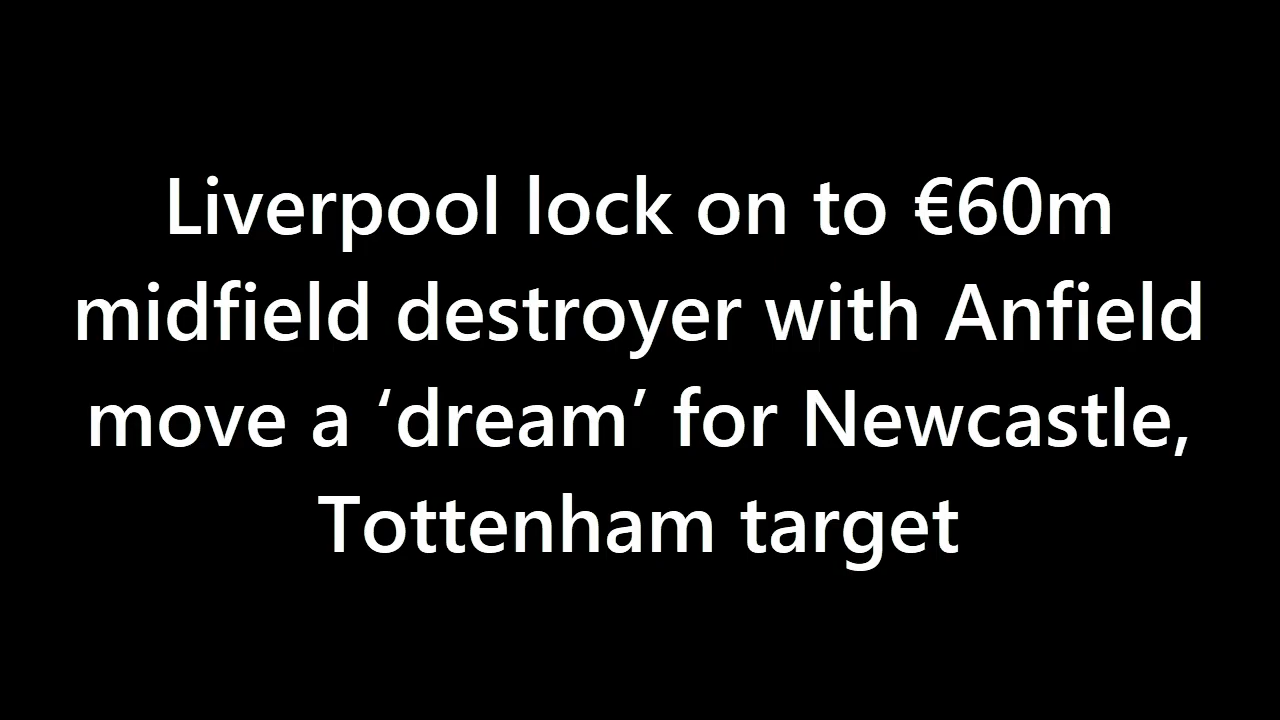 Liverpool lock on to €60m
midfield destroyer with Anfield
move a ‘dream’ for Newcastle,
Tottenham target